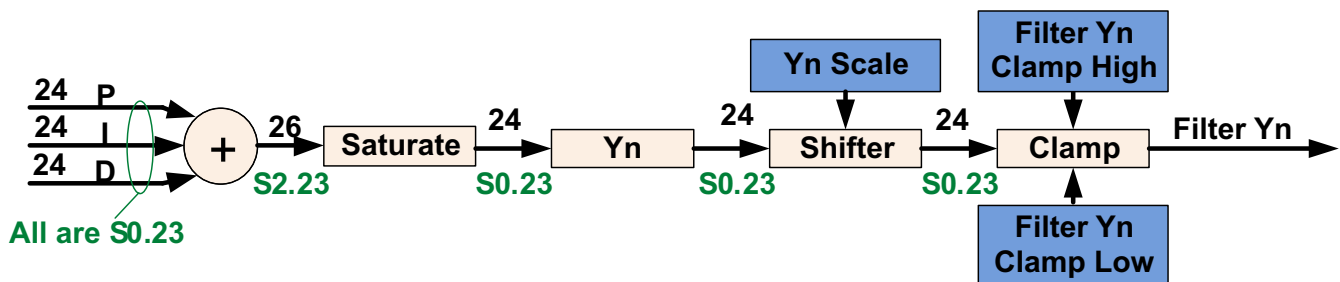 24 P
24 I
24 D
All are S0.23
+
26
S2.23
Saturate
24
S0.23
Yn
24
S0.23
Yn Scale
Shifter
24
S0.23
Filter Yn
Clamp High
Clamp
Filter Yn
Clamp Low
Filter Yn